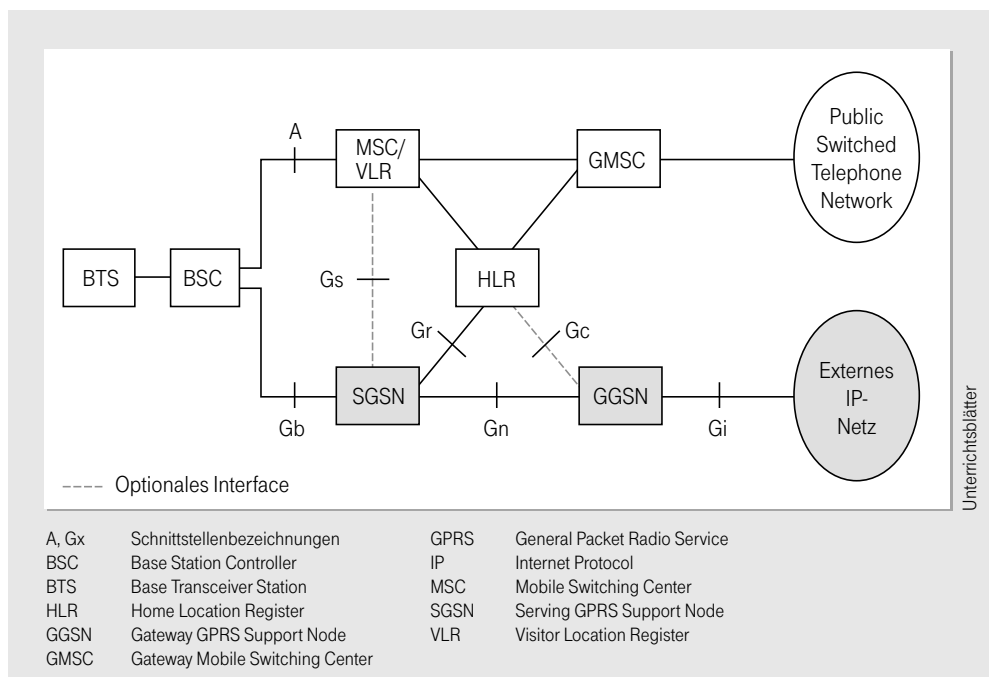 A
MSC/
VLR
GMSC
Public
Switched
Telephone
Network
BTS
BSC
Gs
HLR
Gr
Gc
SGSN
GGSN
Externes
IP-
Netz
Gb
Gn
Gi
Optionales Interface
Unterrichtsblätter
A, Gx Schnittstellenbezeichnungen
BSC Base Station Controller
BTS Base Transceiver Station
HLR Home Location Register
GGSN Gateway GPRS Support Node
GMSC Gateway Mobile Switching Center
GPRS General Packet Radio Service
IP Internet Protocol
MSC Mobile Switching Center
SGSN Serving GPRS Support Node
VLR Visitor Location Register